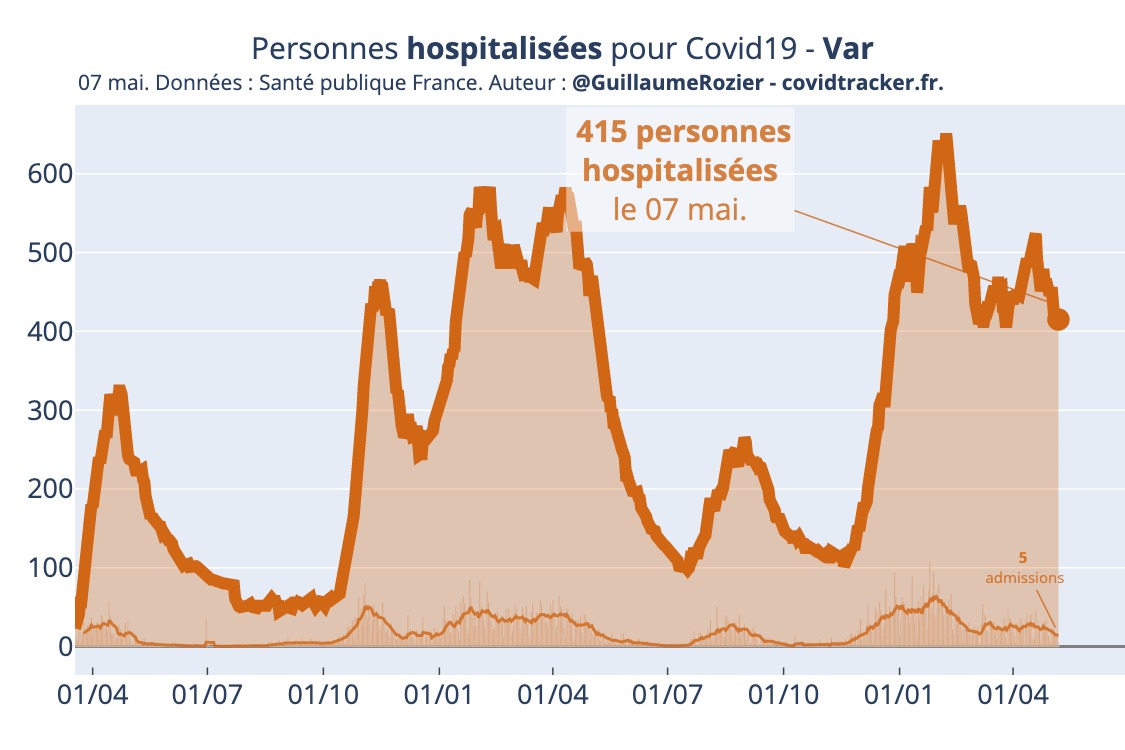 Personnes hospitalisées pour Covid19 - Var
07 mai. Données : Santé publique France. Auteur : @GuillaumeRozier - covidtracker.fr.
415 personnes
hospitalisées
le 07 mai.
600
500
400
300
200
100
0
5
admissions
01/04 01/07 01/10 01/01 01/04 01/07 01/10 01/01 01/04